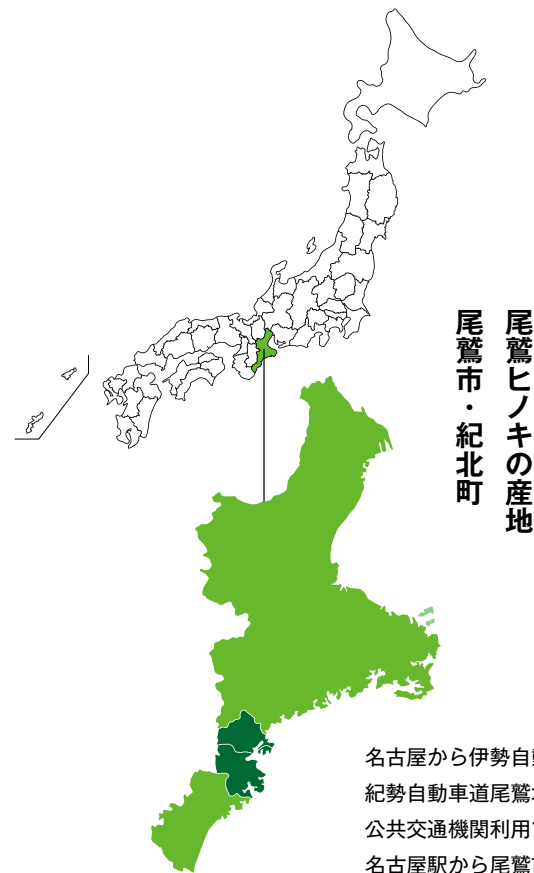 尾鷲ヒノキの産地
尾鷲市・紀北町
名古屋から伊勢自
紀勢自動車道尾鷲
公共交通機関利用
名古屋駅から尾鷲